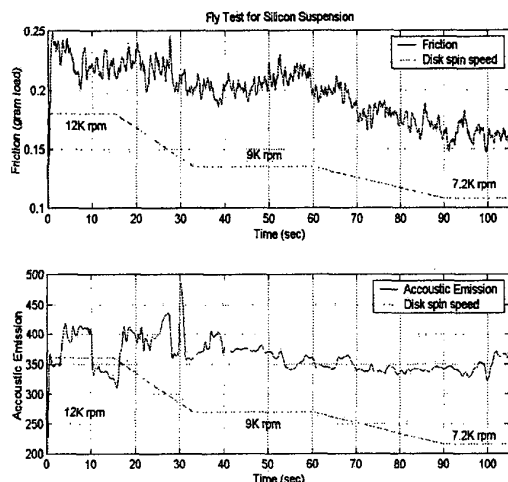 Fly Test for Silicon Suspension
Friction (gram load)
0.25
0.2
0.15
0.1
Friction
Disk spin speed
12K rpm
9K rpm
7.2K rpm
0 10 20 30 40 50 60 70 80 90 100
Time (sec)
Accoustic Emission
500
450
400
350
300
250
200
Accoustic Emission
Disk spin speed
12K rpm
9K rpm
7.2K rpm
0 10 20 30 40 50 60 70 80 90 100
Time (sec)